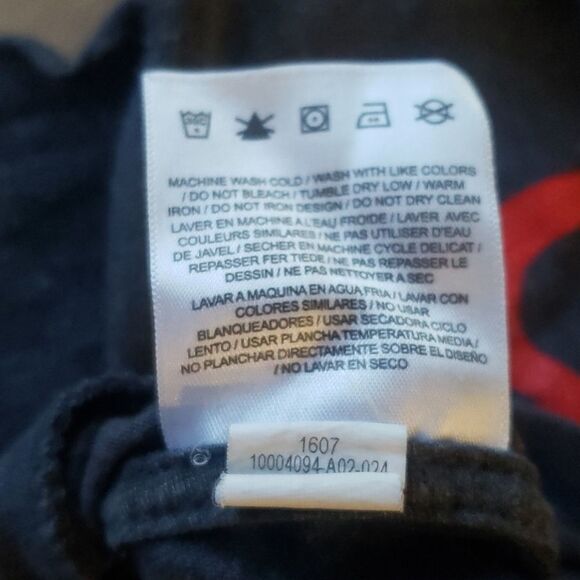 MACHINE WASH COLD / WASH WITH LIKE COLORS
/ DO NOT BLEACH / TUMBLE DRY LOW / WARM
IRON / DO NOT IRON DESIGN / DO NOT DRY CLEAN
LAVER EN MACHINE A L'EAU FROIDE / LAVER AVEC
COULEURS SIMILAIRES / NE PAS UTILISER D'EAU
DE JAVEL / SECHER EN MACHINE CYCLE DELICAT /
REPASSER FER TIEDE / NE PAS REPASSER LE
DESSIN / NE PAS NETTOYER A SEC
LAVAR A MAQUINA EN AGUA FRIA / LAVAR CON
COLORES SIMILARES / NO USAR
BLANQUEADORES / USAR SECADORA CICLO
LENTO / USAR PLANCHA TEMPERATURA MEDIA /
NO PLANCHAR DIRECTAMENTE SOBRE EL DISEÑO
/ NO LAVAR EN SECO
1607
10004094-A02-024